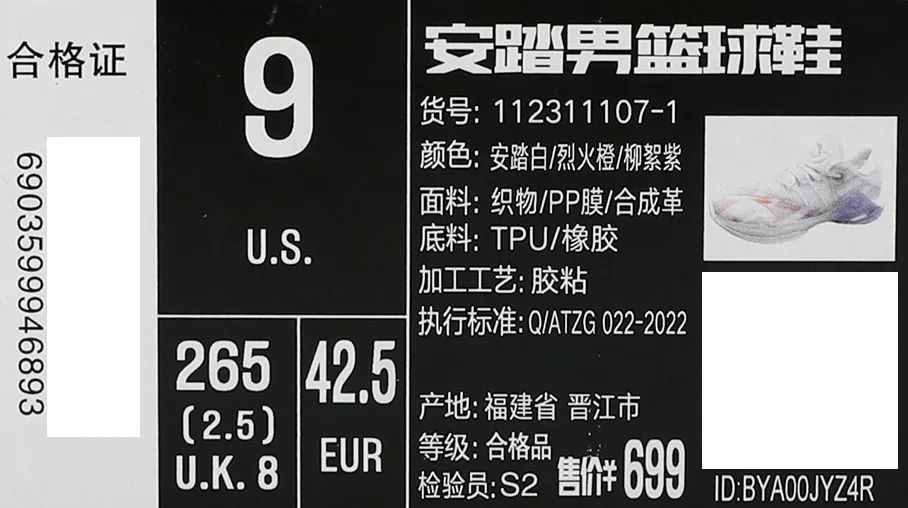 合格证
6903599946893
9
U.S.
265
(2.5)
U.K. 8
42.5
EUR
安踏男篮球鞋
货号: 112311107-1
颜色: 安踏白/烈火橙/柳絮紫
面料: 织物/PP膜/合成革
底料: TPU/橡胶
加工工艺: 胶粘
执行标准: Q/ATZG 022-2022
产地: 福建省 晋江市
等级: 合格品
检验员: S2
售价¥ 699
ID:BYA00JYZ4R